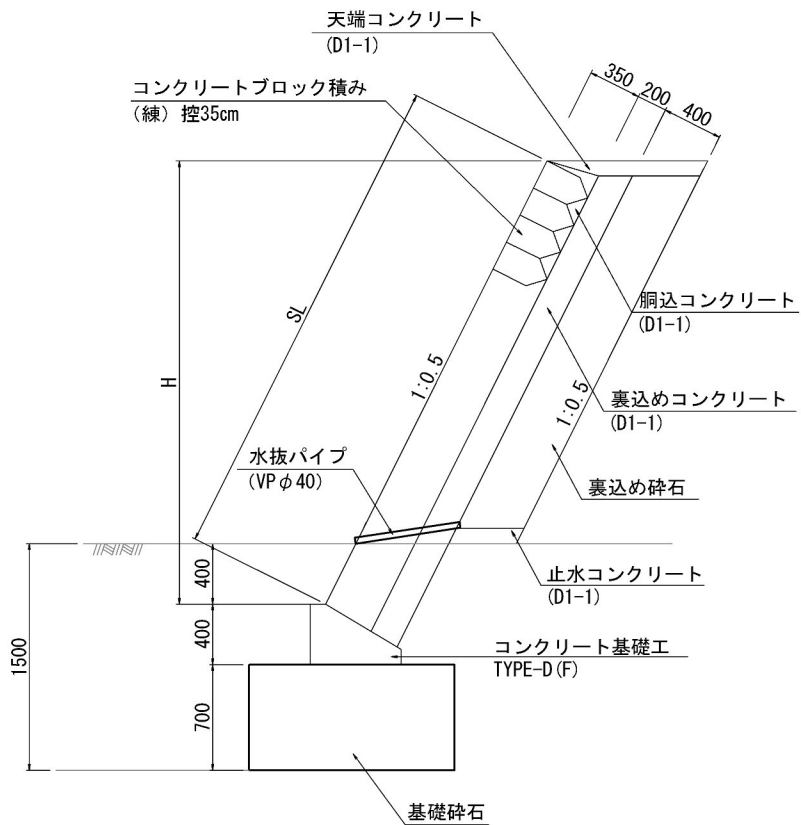 天端コンクリート
(D1-1)
コンクリートブロック積み
(練) 控35cm
350
200
400
SL
H
1:0.5
胴込コンクリート
(D1-1)
1:0.5
裏込めコンクリート
(D1-1)
水抜パイプ
(VPφ40)
裏込め砕石
止水コンクリート
(D1-1)
400
400
1500
700
コンクリート基礎工
TYPE-D(F)
基礎砕石